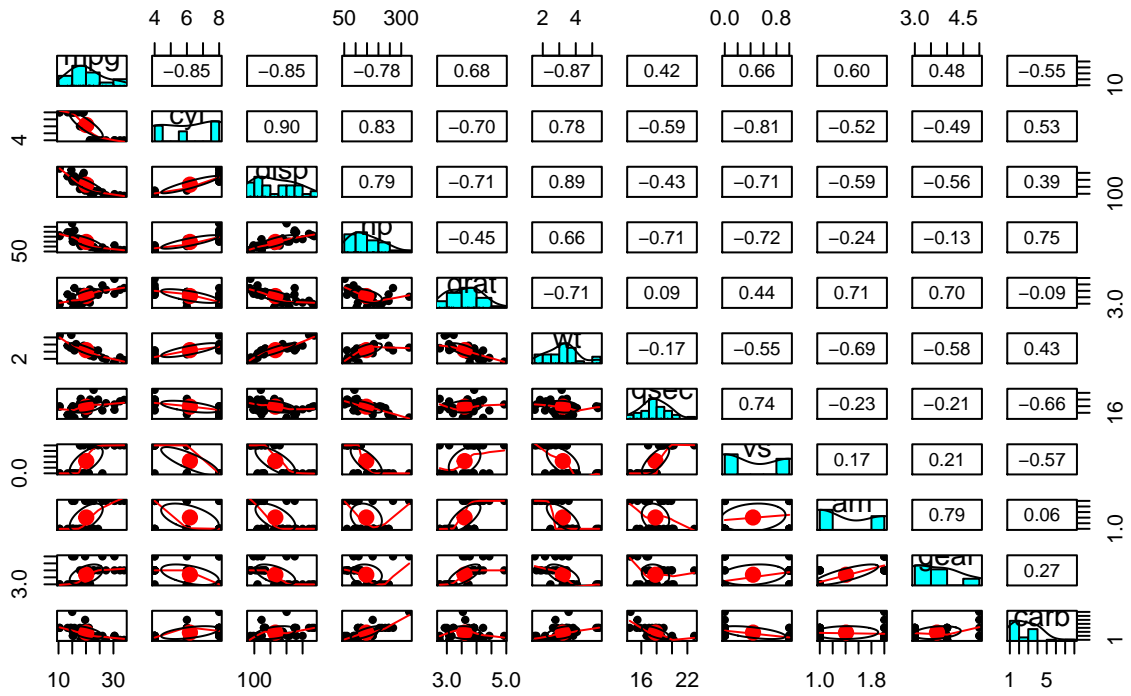 4 6 8 50 300 2 4 0.0 0.8 3.0 4.5
mpg −0.85 −0.85 −0.78 0.68 −0.87 0.42 0.66 0.60 0.48 −0.55 10
4 cyl 0.90 0.83 −0.70 0.78 −0.59 −0.81 −0.52 −0.49 0.53
disp 0.79 −0.71 0.89 −0.43 −0.71 −0.59 −0.56 0.39 100
50 hp −0.45 0.66 −0.71 −0.72 −0.24 −0.13 0.75
drat −0.71 0.09 0.44 0.71 0.70 −0.09 3.0
2 wt −0.17 −0.55 −0.69 −0.58 0.43
qsec 0.74 −0.23 −0.21 −0.66 16
0.0 vs 0.17 0.21 −0.57
am 0.79 0.06 1.0
3.0 gear 0.27
carb 1
10 30 100 3.0 5.0 16 22 1.0 1.8 1 5